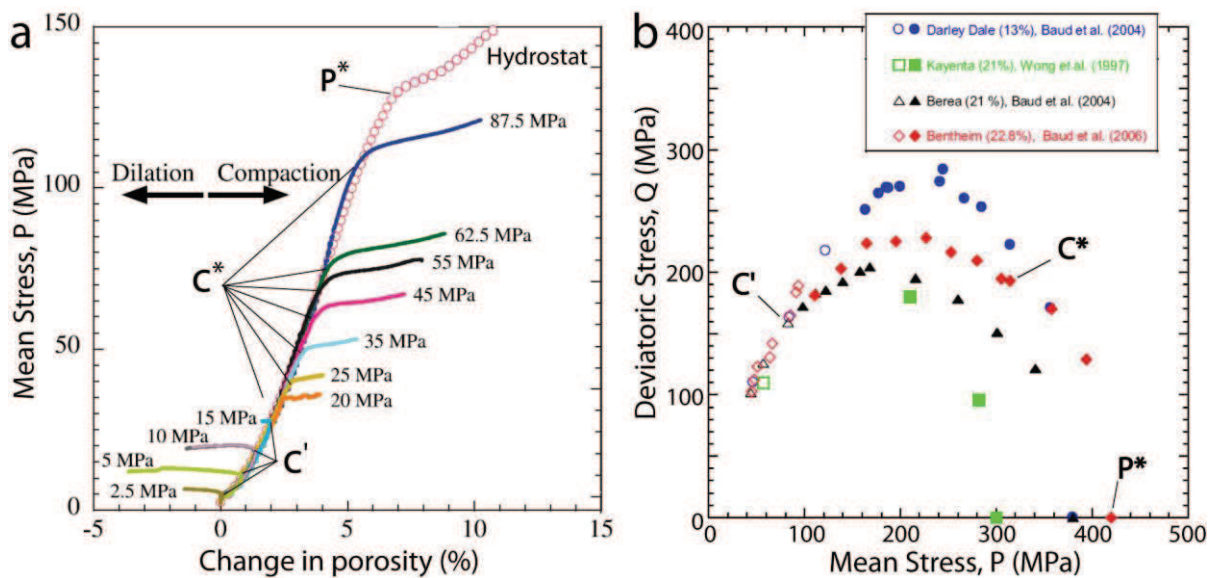 a
150
100
50
0
Mean Stress, P (MPa)
-5
0
5
10
15
Change in porosity (%)
Hydrostat
P*
87.5 MPa
Dilation
Compaction
C*
62.5 MPa
55 MPa
45 MPa
35 MPa
25 MPa
20 MPa
15 MPa
10 MPa
5 MPa
2.5 MPa
C'
b
400
300
200
100
0
Deviatoric Stress, Q (MPa)
Darley Dale (13%), Baud et al. (2004)
Kayenta (21%), Wong et al. (1997)
Berea (21 %), Baud et al. (2004)
Bentheim (22.8%), Baud et al. (2006)
C'
C*
P*
0
100
200
300
400
500
Mean Stress, P (MPa)